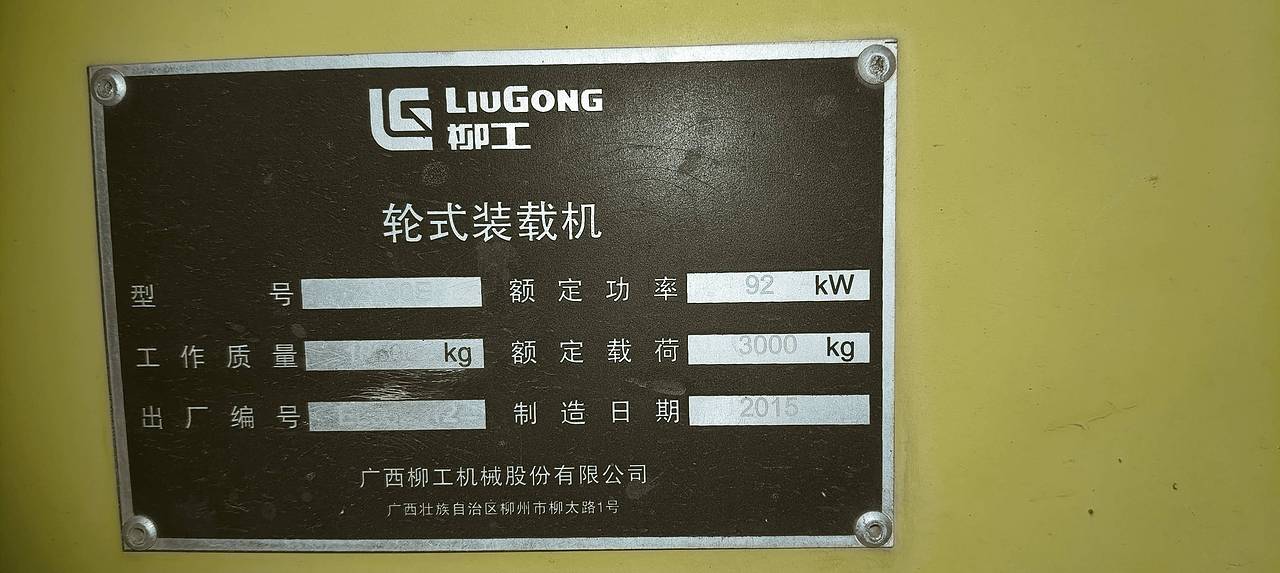 LIUGONG
柳工
轮式装载机
型号 额定功率 92 kW
工作质量 kg 额定载荷 3000 kg
出厂编号 制造日期 2015
广西柳工机械股份有限公司
广西壮族自治区柳州市柳太路1号